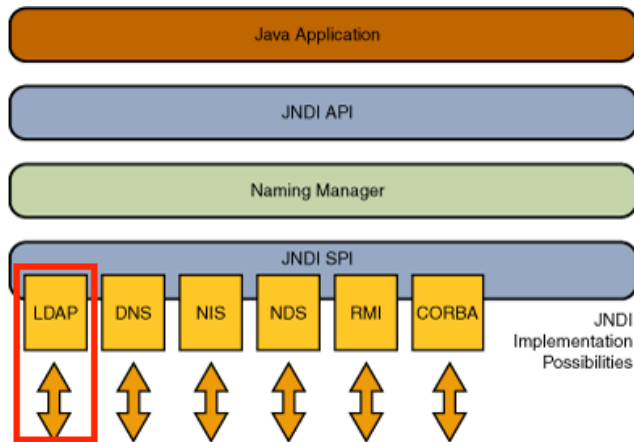 Java Application
JNDI API
Naming Manager
JNDI SPI
LDAP DNS NIS NDS RMI CORBA
JNDI
Implementation
Possibilities